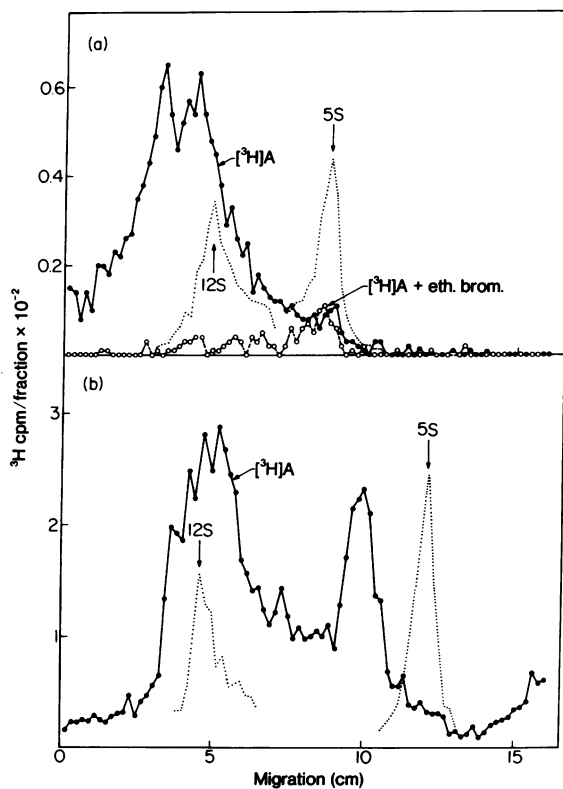 (a)
0.6
0.4
0.2
5S
[³H]A
12S
[³H]A + eth. brom.
³H cpm/fraction × 10⁻²
(b)
3
2
1
5S
[³H]A
12S
0 5 10 15
Migration (cm)